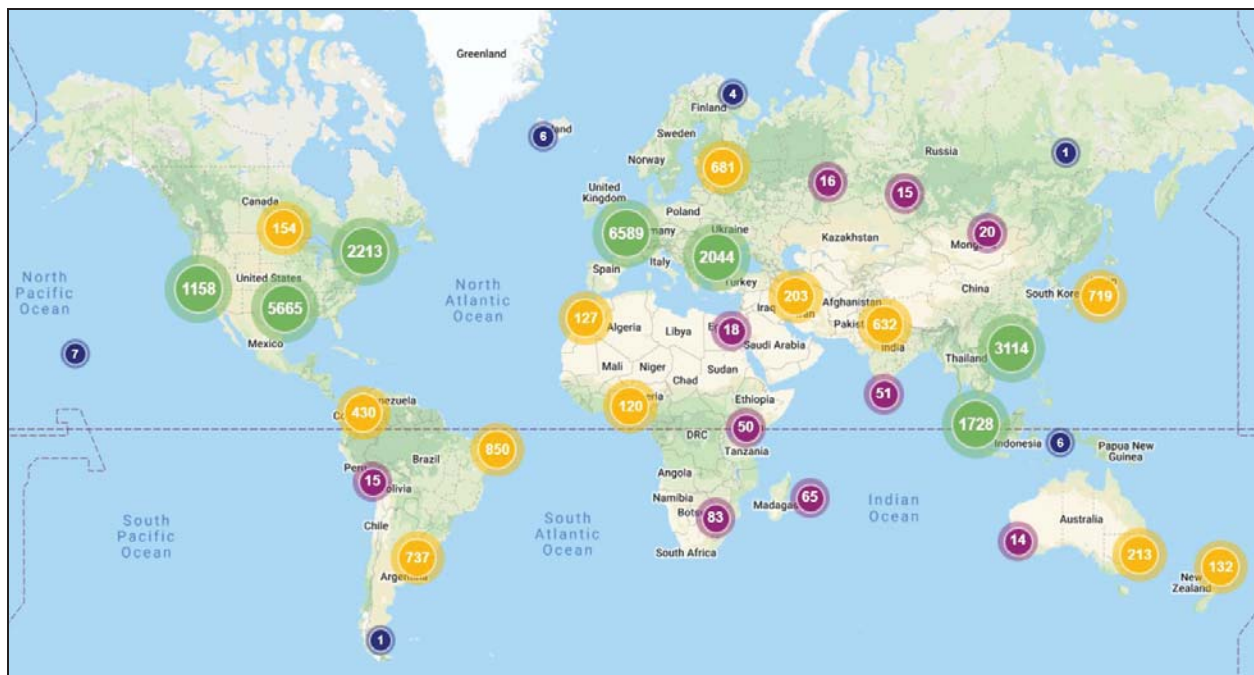 Greenland
4
Finland
6
Sweden
Russia
1
Norway
681
16
15
United
Kingdom
Canada
154
Poland
6589
Ukraine
20
2213
2044
Kazakhstan
North
Pacific
Ocean
United States
1158
5665
North
Atlantic
Ocean
Spain
Italy
Turkey
203
Afghanistan
China
South Korea
719
127
Algeria
Libya
18
Iraq
Pakistan
632
Mexico
7
Saudi Arabia
India
Thailand
3114
Mali
Niger
Chad
Sudan
430
120
Ethiopia
51
850
DRC
50
Tanzania
1728
Indonesia
6
Papua New
Guinea
Brazil
Peru
15
Bolivia
Angola
Namibia
83
Madagascar
65
Indian
Ocean
Chile
South
Pacific
Ocean
South
Atlantic
Ocean
South Africa
14
Australia
737
Argentina
213
132
New
Zealand
1